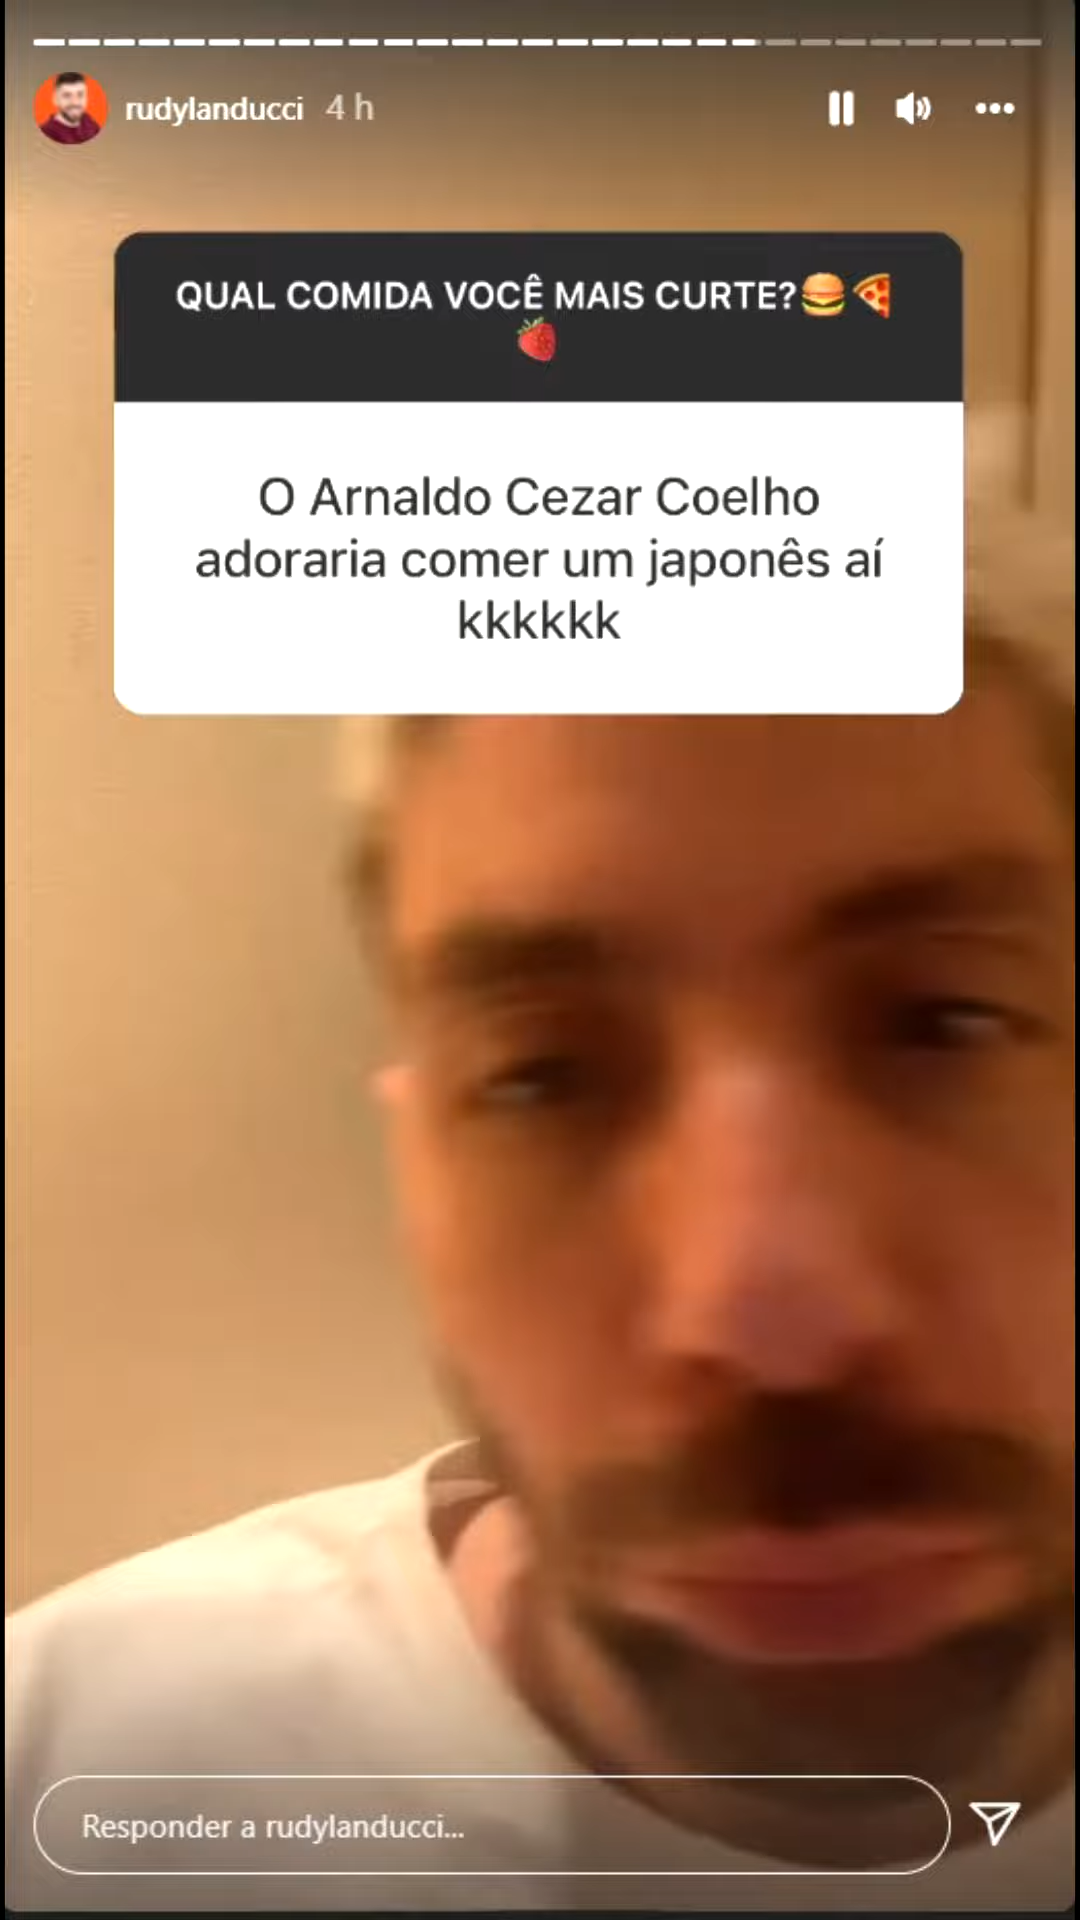 rudylanducci 4 h
QUAL COMIDA VOCÊ MAIS CURTE?🍔🍕
🍓
O Arnaldo Cezar Coelho
adoraria comer um japonês aí
kkkkkk
Responder a rudylanducci...